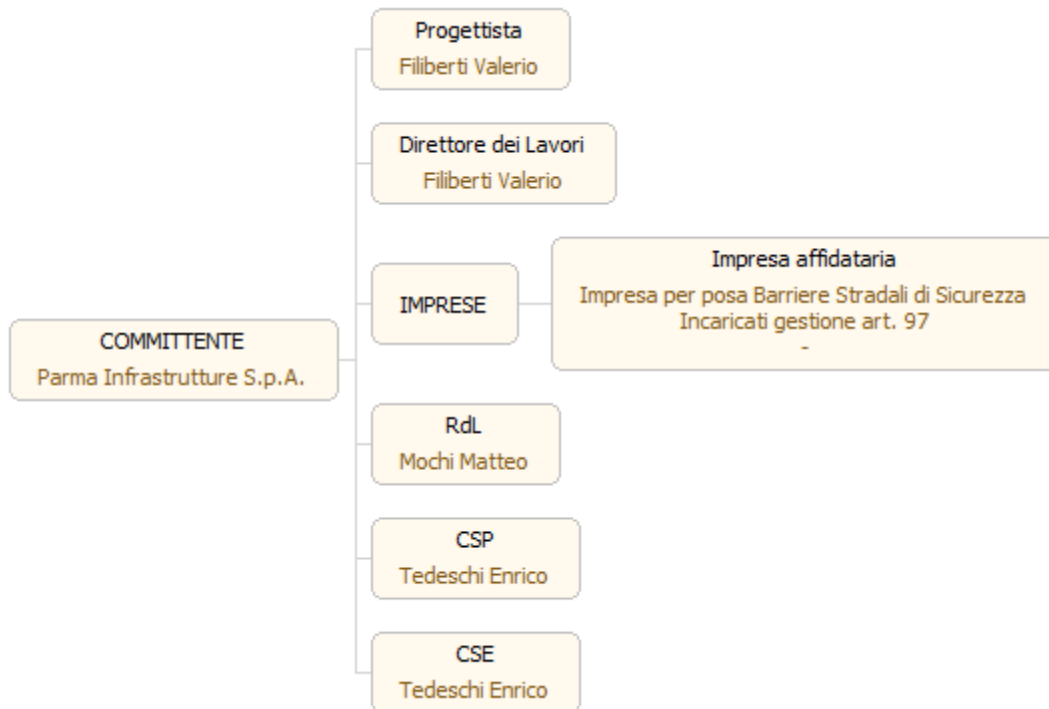 Progettista
Filiberti Valerio
Direttore dei Lavori
Filiberti Valerio
Impresa affidataria
Impresa per posa Barriere Stradali di Sicurezza
Incaricati gestione art. 97
-
IMPRESE
COMMITTENTE
Parma Infrastrutture S.p.A.
RdL
Mochi Matteo
CSP
Tedeschi Enrico
CSE
Tedeschi Enrico